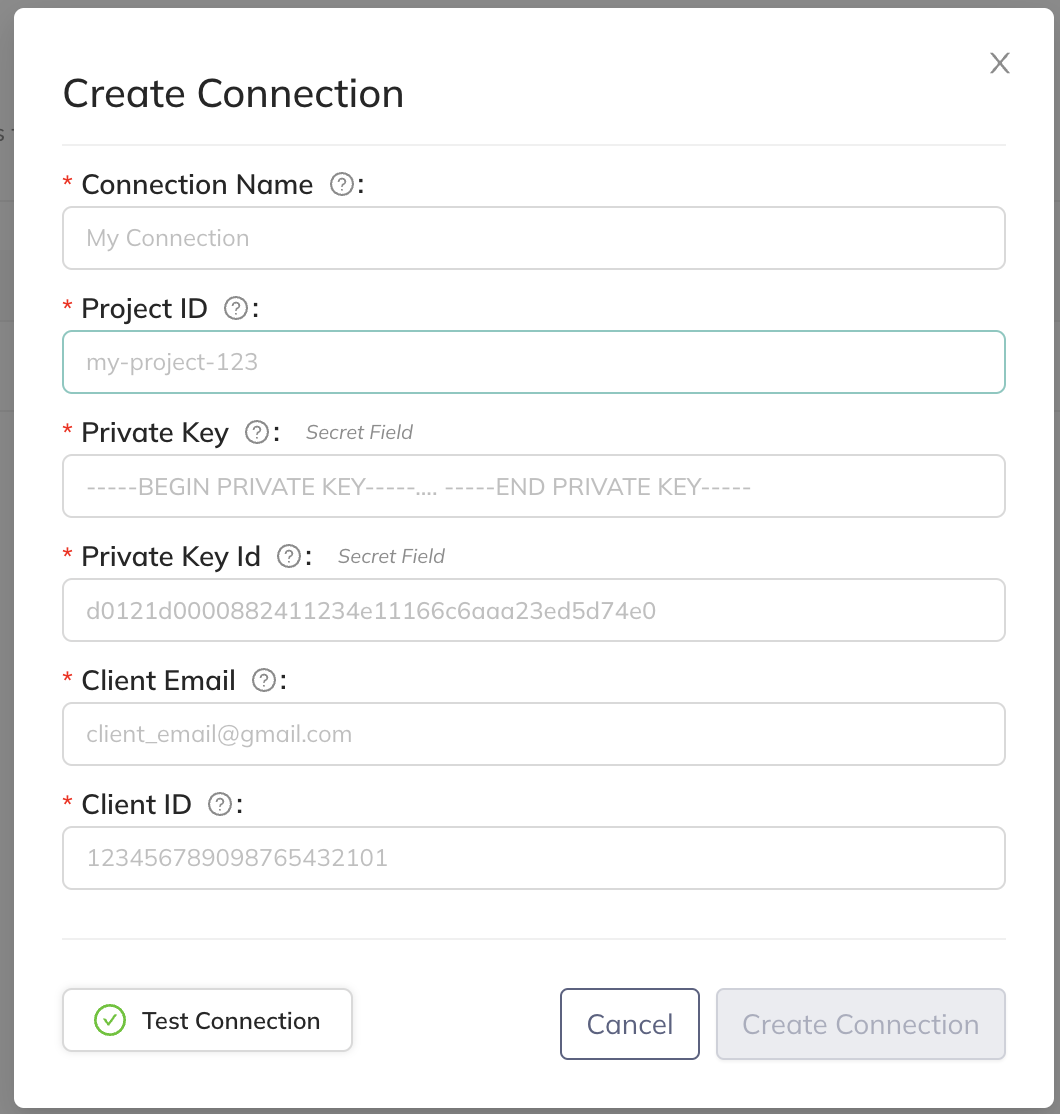 Create Connection
* Connection Name ? :
My Connection
* Project ID ? :
my-project-123
* Private Key ? : Secret Field
-----BEGIN PRIVATE KEY-----.... -----END PRIVATE KEY-----
* Private Key Id ? : Secret Field
d0121d0000882411234e11166c6aaa23ed5d74e0
* Client Email ? :
client_email@gmail.com
* Client ID ? :
123456789098765432101
Test Connection
Cancel
Create Connection